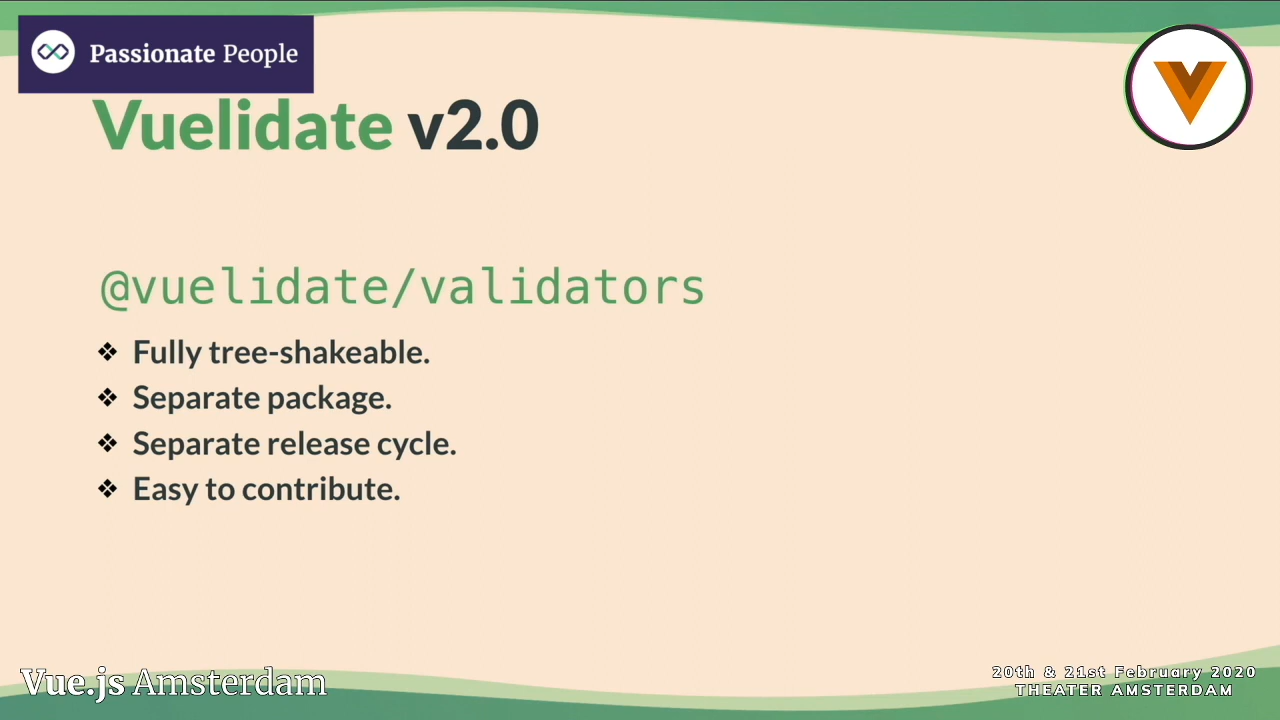 Passionate People
Vuelidate v2.0
@vuelidate/validators
❖ Fully tree-shakeable.
❖ Separate package.
❖ Separate release cycle.
❖ Easy to contribute.
Vue.js Amsterdam
20th & 21st February 2020
THEATER AMSTERDAM